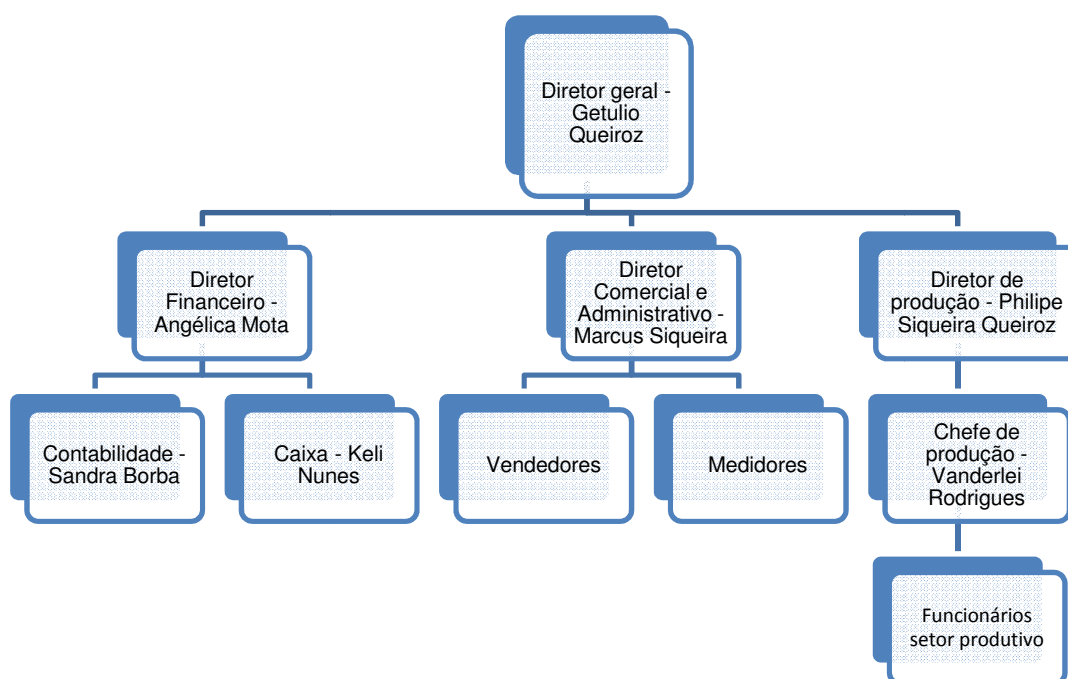 Diretor geral -
Getulio
Queiroz
Diretor
Financeiro -
Angélica Mota
Diretor
Comercial e
Administrativo -
Marcus Siqueira
Diretor de
produção - Philipe
Siqueira Queiroz
Contabilidade -
Sandra Borba
Caixa - Keli
Nunes
Vendedores
Medidores
Chefe de
produção -
Vanderlei
Rodrigues
Funcionários
setor produtivo